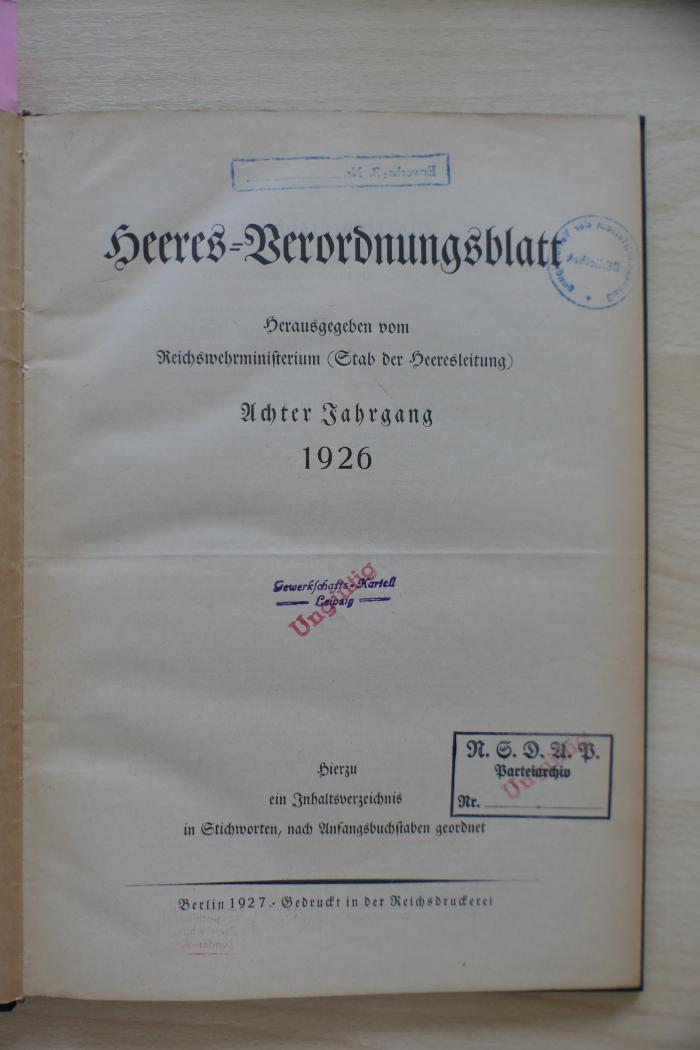 Heeres-Verordnungsblatt
Herausgegeben vom
Reichswehrministerium (Stab der Heeresleitung)
Achter Jahrgang
1926
Gewerkschafts-Kartell
Leipzig
Ungültig
N. S. D. A. P.
Parteiarchiv
Nr.
Ungültig
Hierzu
ein Inhaltsverzeichnis
in Stichworten, nach Anfangsbuchstaben geordnet
Berlin 1927. Gedruckt in der Reichsdruckerei